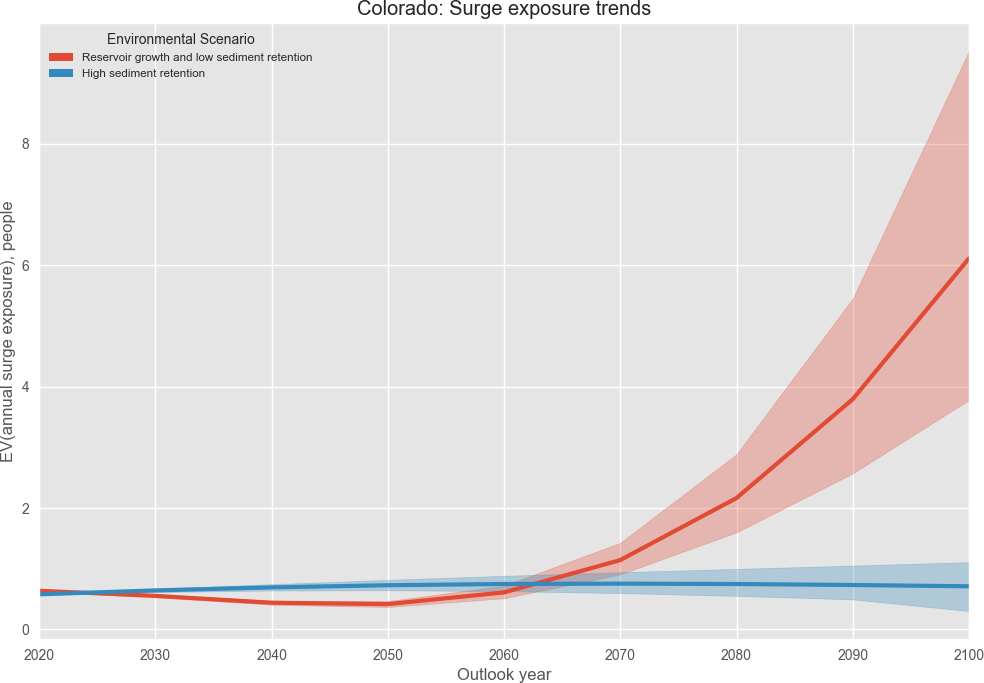 Colorado: Surge exposure trends
Environmental Scenario
Reservoir growth and low sediment retention
High sediment retention
EV(annual surge exposure), people
8
6
4
2
0
2020 2030 2040 2050 2060 2070 2080 2090 2100
Outlook year